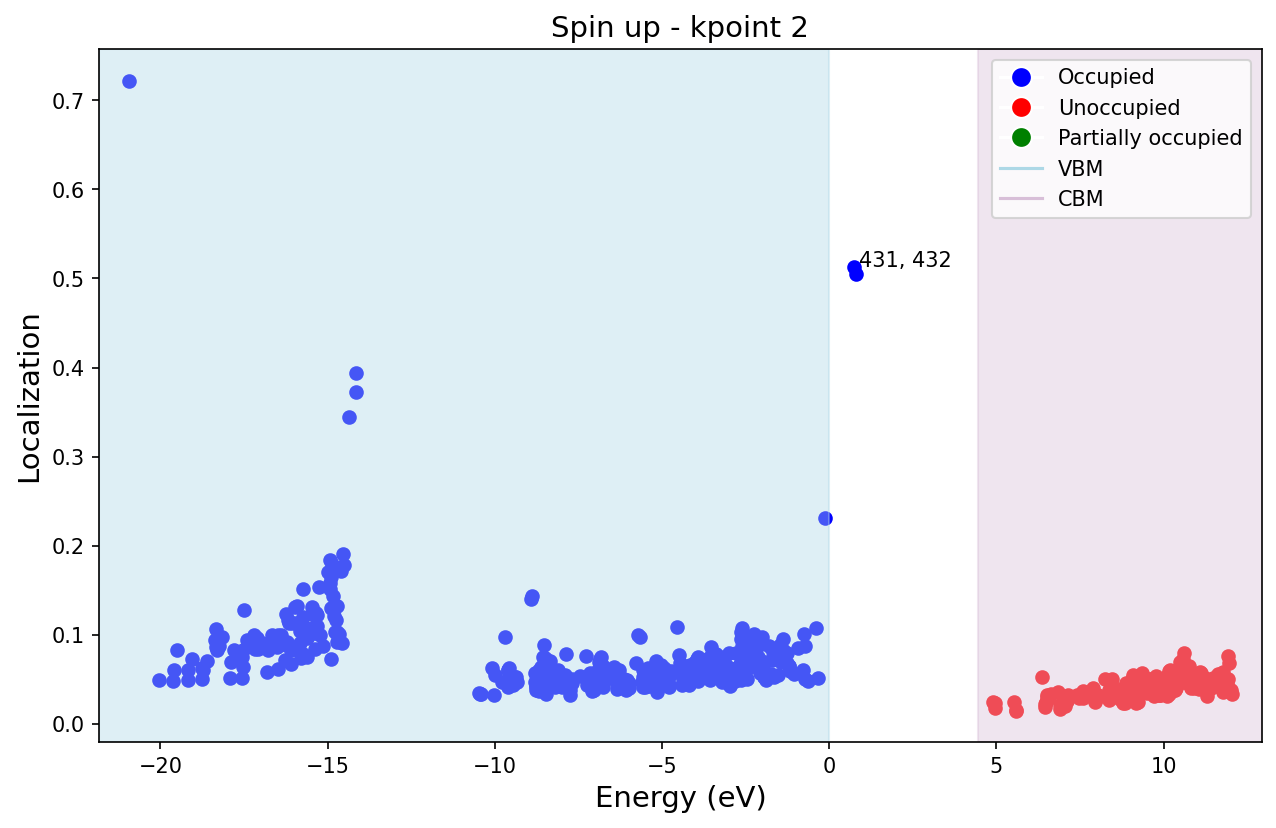 Spin up - kpoint 2
Localization
0.7
0.6
0.5
0.4
0.3
0.2
0.1
0.0
431, 432
Occupied
Unoccupied
Partially occupied
VBM
CBM
−20
−15
−10
−5
0
5
10
Energy (eV)